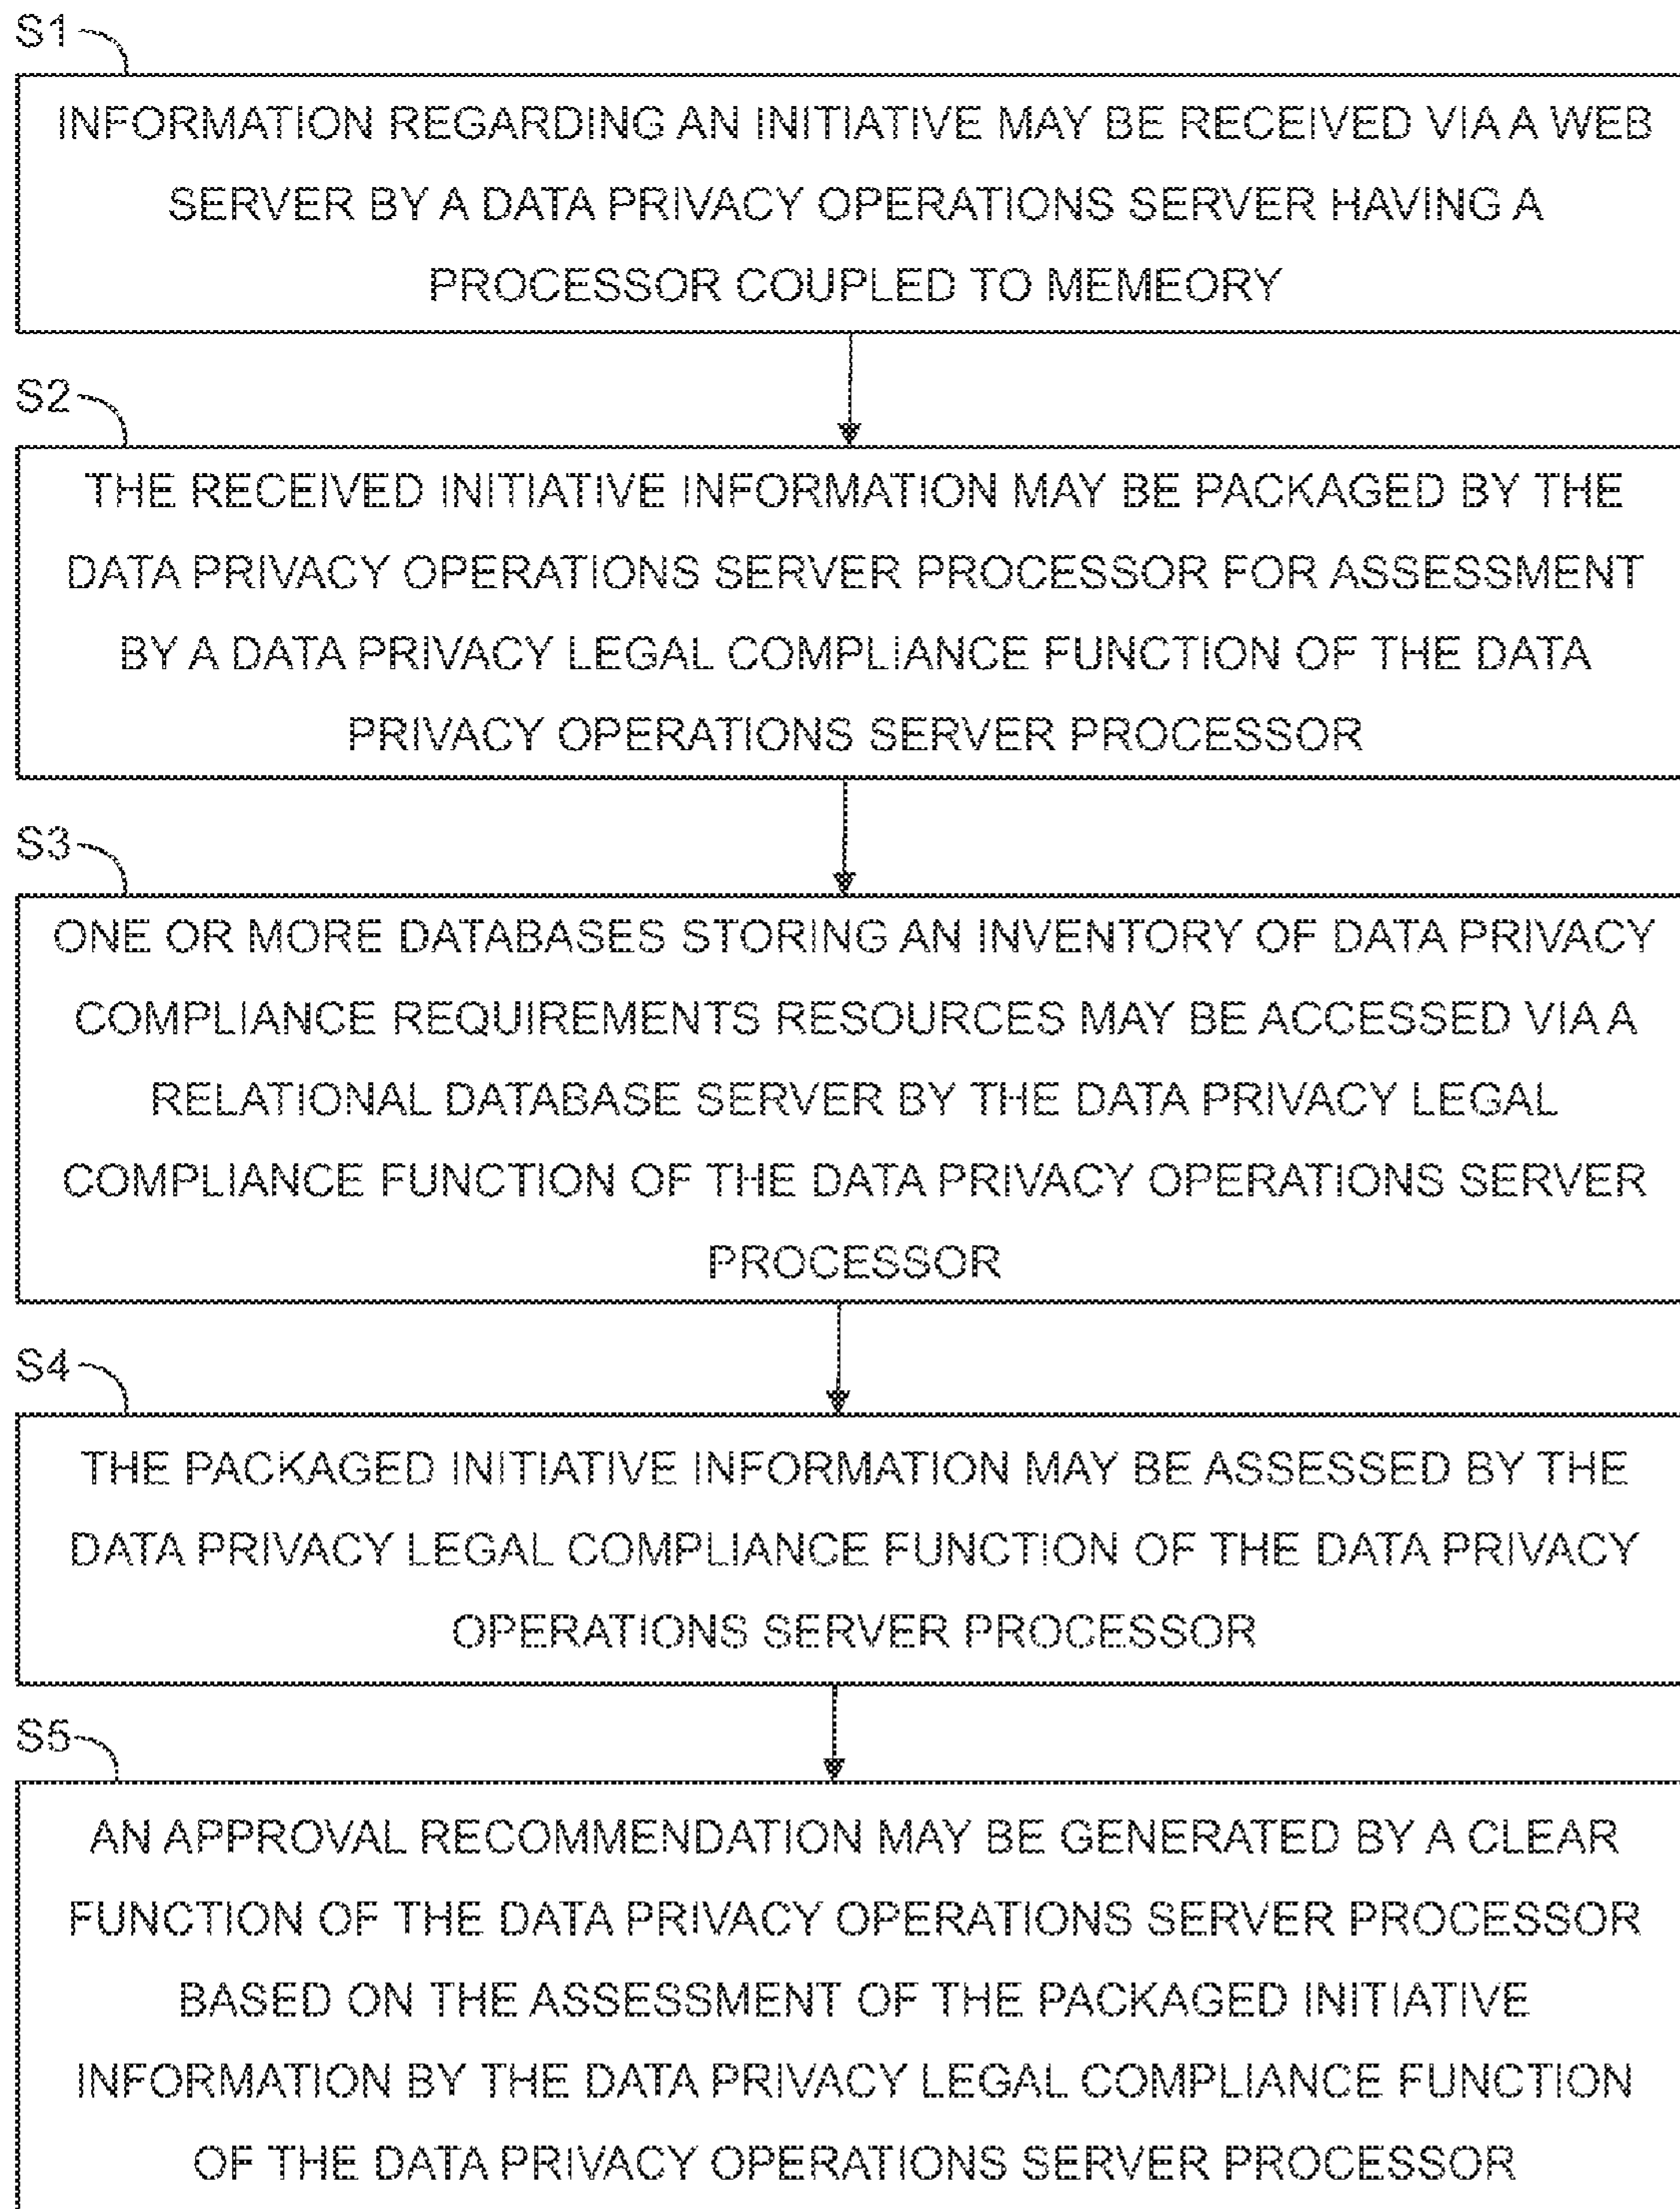 S1
INFORMATION REGARDING AN INITIATIVE MAY BE RECEIVED VIA A WEB
SERVER BY A DATA PRIVACY OPERATIONS SERVER HAVING A
PROCESSOR COUPLED TO MEMEORY
S2
THE RECEIVED INITIATIVE INFORMATION MAY BE PACKAGED BY THE
DATA PRIVACY OPERATIONS SERVER PROCESSOR FOR ASSESSMENT
BY A DATA PRIVACY LEGAL COMPLIANCE FUNCTION OF THE DATA
PRIVACY OPERATIONS SERVER PROCESSOR
S3
ONE OR MORE DATABASES STORING AN INVENTORY OF DATA PRIVACY
COMPLIANCE REQUIREMENTS RESOURCES MAY BE ACCESSED VIA A
RELATIONAL DATABASE SERVER BY THE DATA PRIVACY LEGAL
COMPLIANCE FUNCTION OF THE DATA PRIVACY OPERATIONS SERVER
PROCESSOR
S4
THE PACKAGED INITIATIVE INFORMATION MAY BE ASSESSED BY THE
DATA PRIVACY LEGAL COMPLIANCE FUNCTION OF THE DATA PRIVACY
OPERATIONS SERVER PROCESSOR
S5
AN APPROVAL RECOMMENDATION MAY BE GENERATED BY A CLEAR
FUNCTION OF THE DATA PRIVACY OPERATIONS SERVER PROCESSOR
BASED ON THE ASSESSMENT OF THE PACKAGED INITIATIVE
INFORMATION BY THE DATA PRIVACY LEGAL COMPLIANCE FUNCTION
OF THE DATA PRIVACY OPERATIONS SERVER PROCESSOR